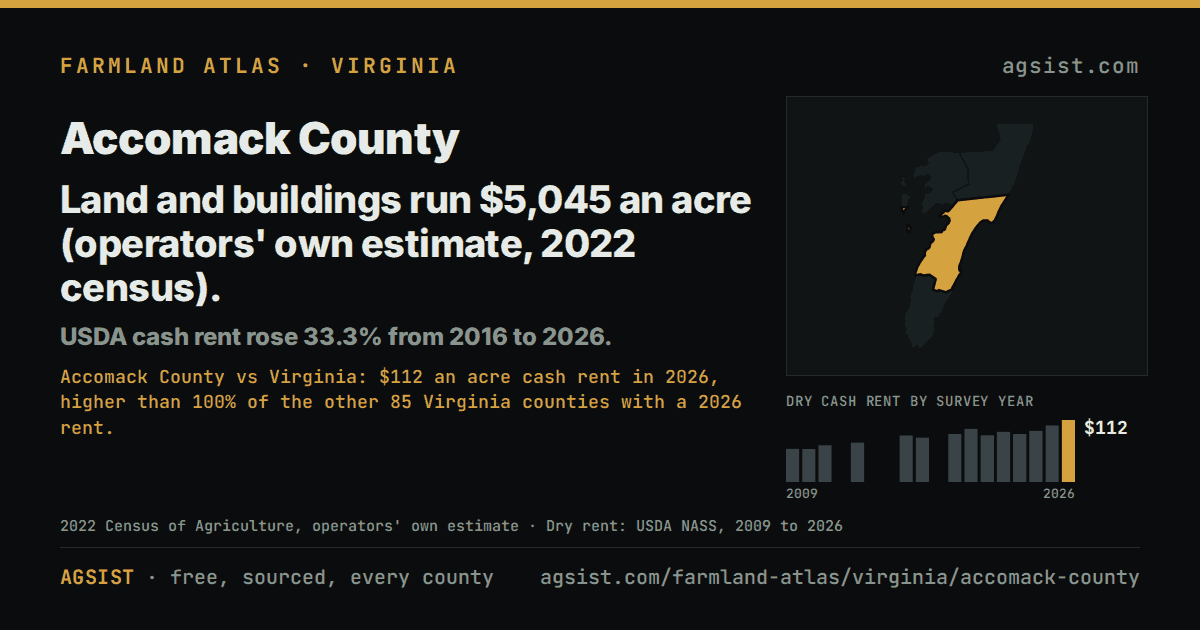 FARMLAND ATLAS · VIRGINIA
agsist.com
Accomack County
Land and buildings run $5,045 an acre
(operators' own estimate, 2022
census).
USDA cash rent rose 33.3% from 2016 to 2026.
Accomack County vs Virginia: $112 an acre cash rent in 2026,
higher than 100% of the other 85 Virginia counties with a 2026
rent.
DRY CASH RENT BY SURVEY YEAR
$112
2009
2026
2022 Census of Agriculture, operators' own estimate · Dry rent: USDA NASS, 2009 to 2026
AGSIST · free, sourced, every county
agsist.com/farmland-atlas/virginia/accomack-county